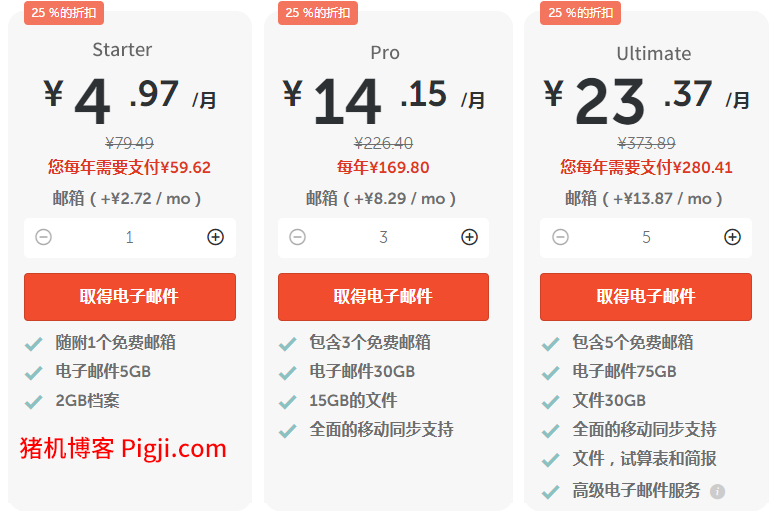 25 %的折扣
Starter
¥ 4 .97 /月
¥79.49
您每年需要支付¥59.62
邮箱 ( +¥2.72 / mo )
1
取得电子邮件
随附1个免费邮箱
电子邮件5GB
2GB档案
猪机博客 Pigji.com
25 %的折扣
Pro
¥ 14 .15 /月
¥226.40
每年¥169.80
邮箱 ( +¥8.29 / mo )
3
取得电子邮件
包含3个免费邮箱
电子邮件30GB
15GB的文件
全面的移动同步支持
25 %的折扣
Ultimate
¥ 23 .37 /月
¥373.89
您每年需要支付¥280.41
邮箱 ( +¥13.87 / mo )
5
取得电子邮件
包含5个免费邮箱
电子邮件75GB
文件30GB
全面的移动同步支持
文件，试算表和简报
高级电子邮件服务 i